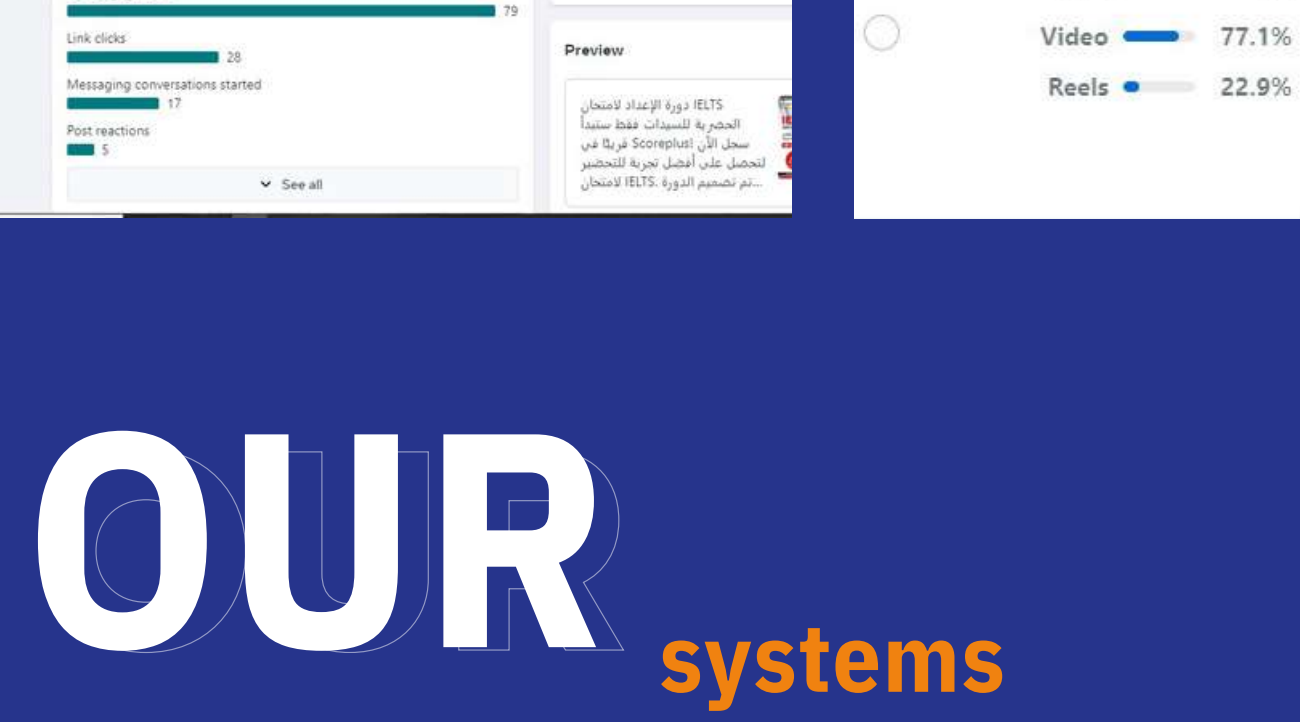 79
Link clicks
28
Messaging conversations started
17
Post reactions
5
See all
Preview
دورة الإعداد لامتحان IELTS
الحصرية للسيدات فقط ستبدأ
قريبًا في Scoreplus! سجل الآن
لتحصل على أفضل تجربة للتحضير
لامتحان IELTS. تم تصميم الدورة...
Video 77.1%
Reels 22.9%
OUR
systems